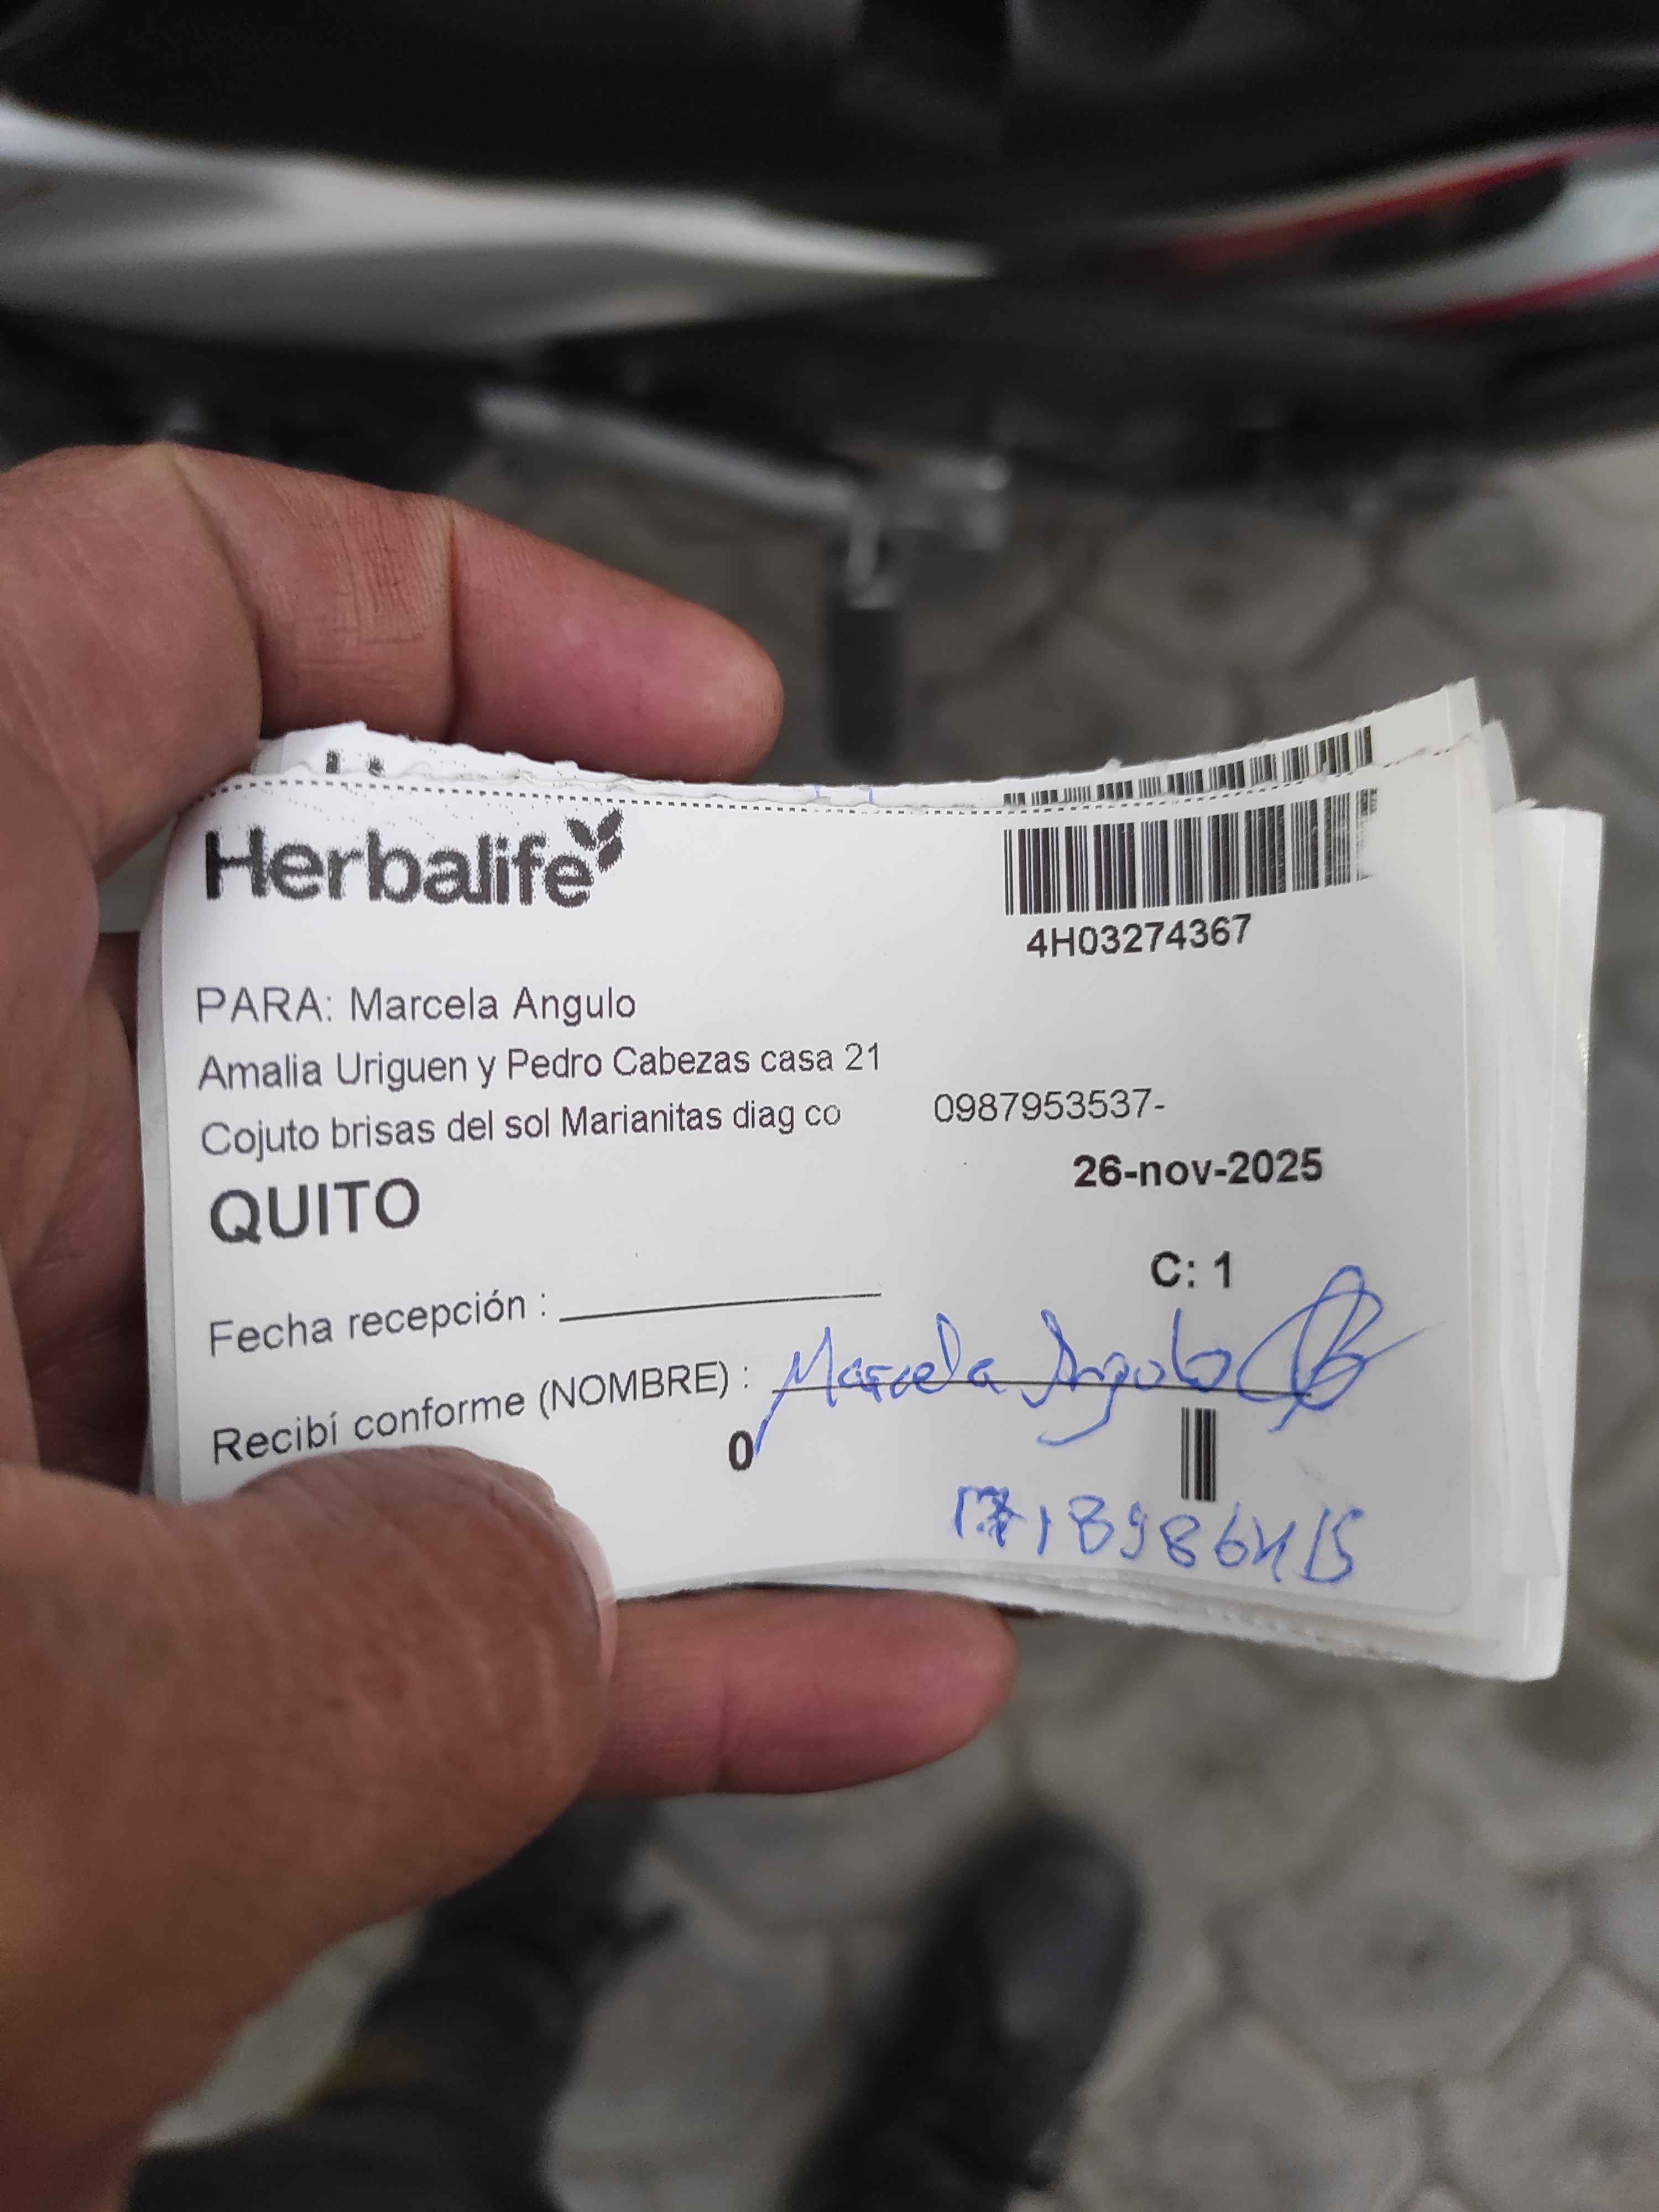 Herbalife
4H03274367
PARA: Marcela Angulo
Amalia Uriguen y Pedro Cabezas casa 21
Cojuto brisas del sol Marianitas diag co 0987953537-
QUITO 26-nov-2025
C: 1
Fecha recepción :
Recibí conforme (NOMBRE) : Marcela Angulo
0